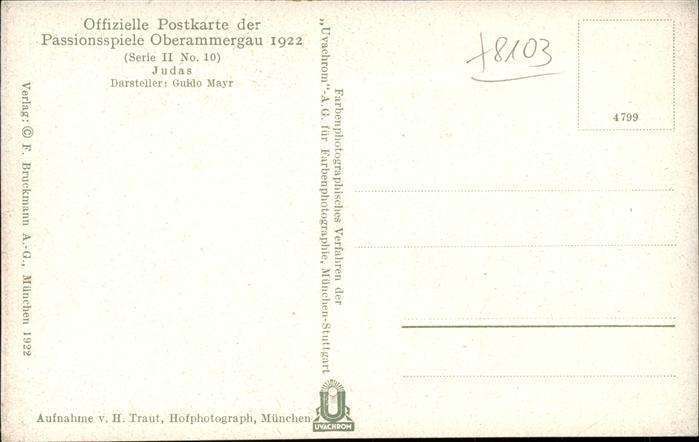 Offizielle Postkarte der
Passionsspiele Oberammergau 1922
(Serie II No. 10)
Judas
Darsteller: Guido Mayr
Verlag: © F. Bruckmann A.-G., München 1922
Aufnahme v. H. Traut, Hofphotograph, München
Farbenphotographisches Verfahren der
„Uvachrom"-A.G. für Farbenphotographie, München-Stuttgart
U
UVACHROM
+8103
4799